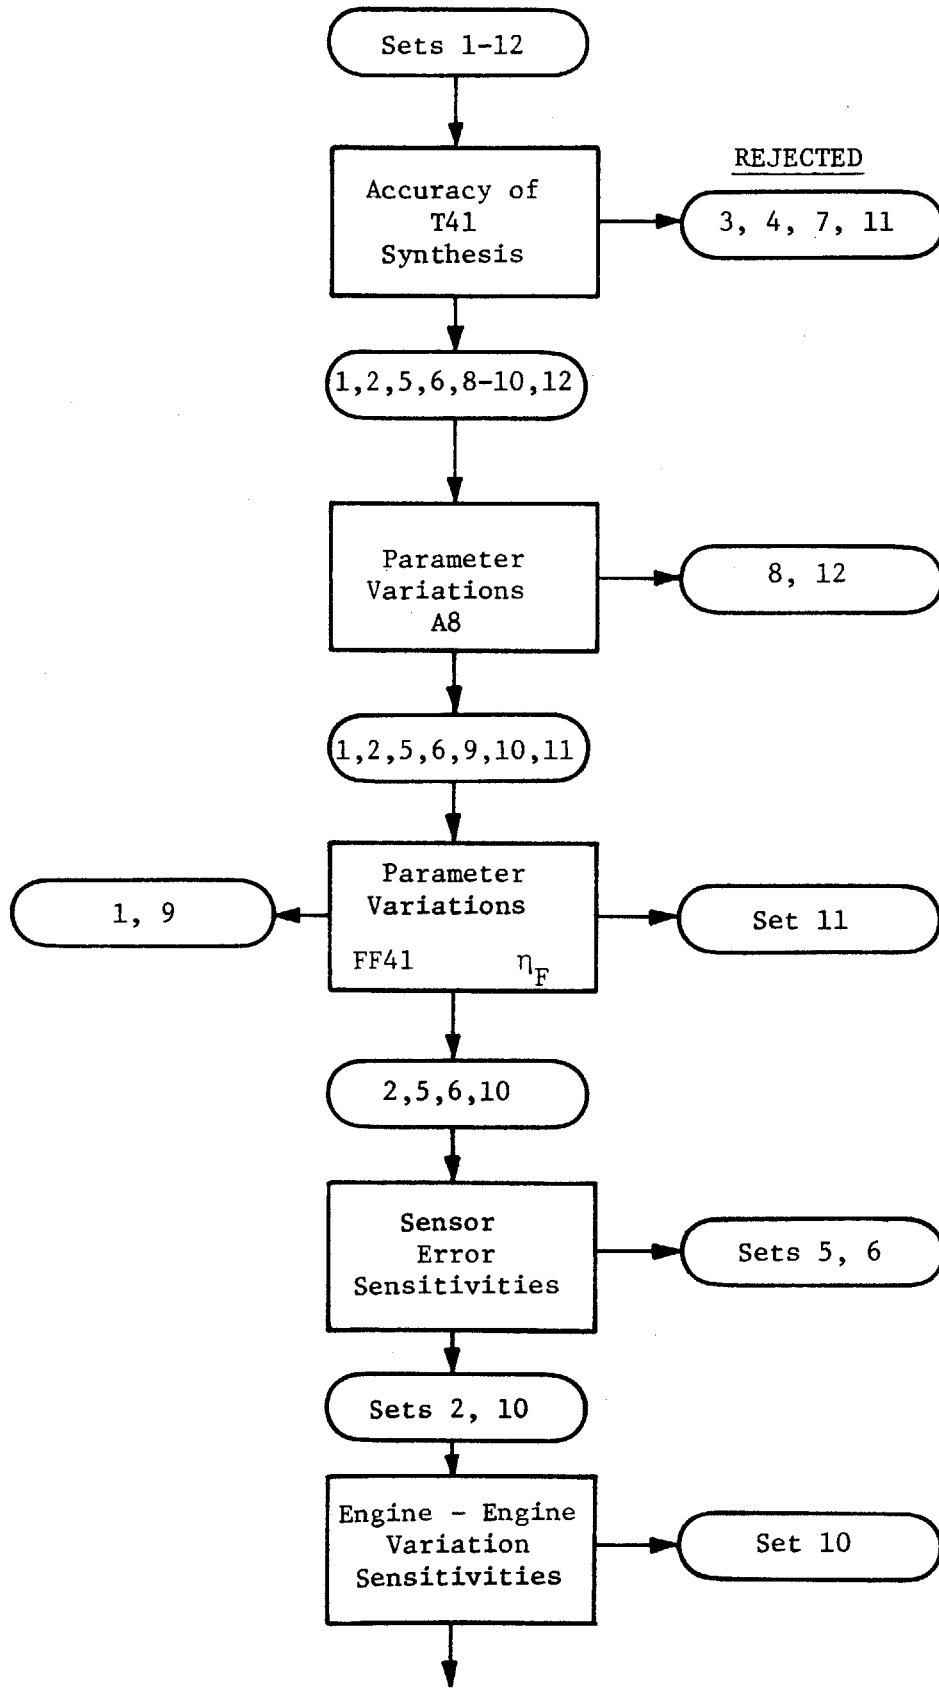 Sets 1-12
Accuracy of
T41
Synthesis
REJECTED
3, 4, 7, 11
1,2,5,6,8-10,12
Parameter
Variations
A8
8, 12
1,2,5,6,9,10,11
Parameter
Variations
FF41 ηF
1, 9
Set 11
2,5,6,10
Sensor
Error
Sensitivities
Sets 5, 6
Sets 2, 10
Engine - Engine
Variation
Sensitivities
Set 10